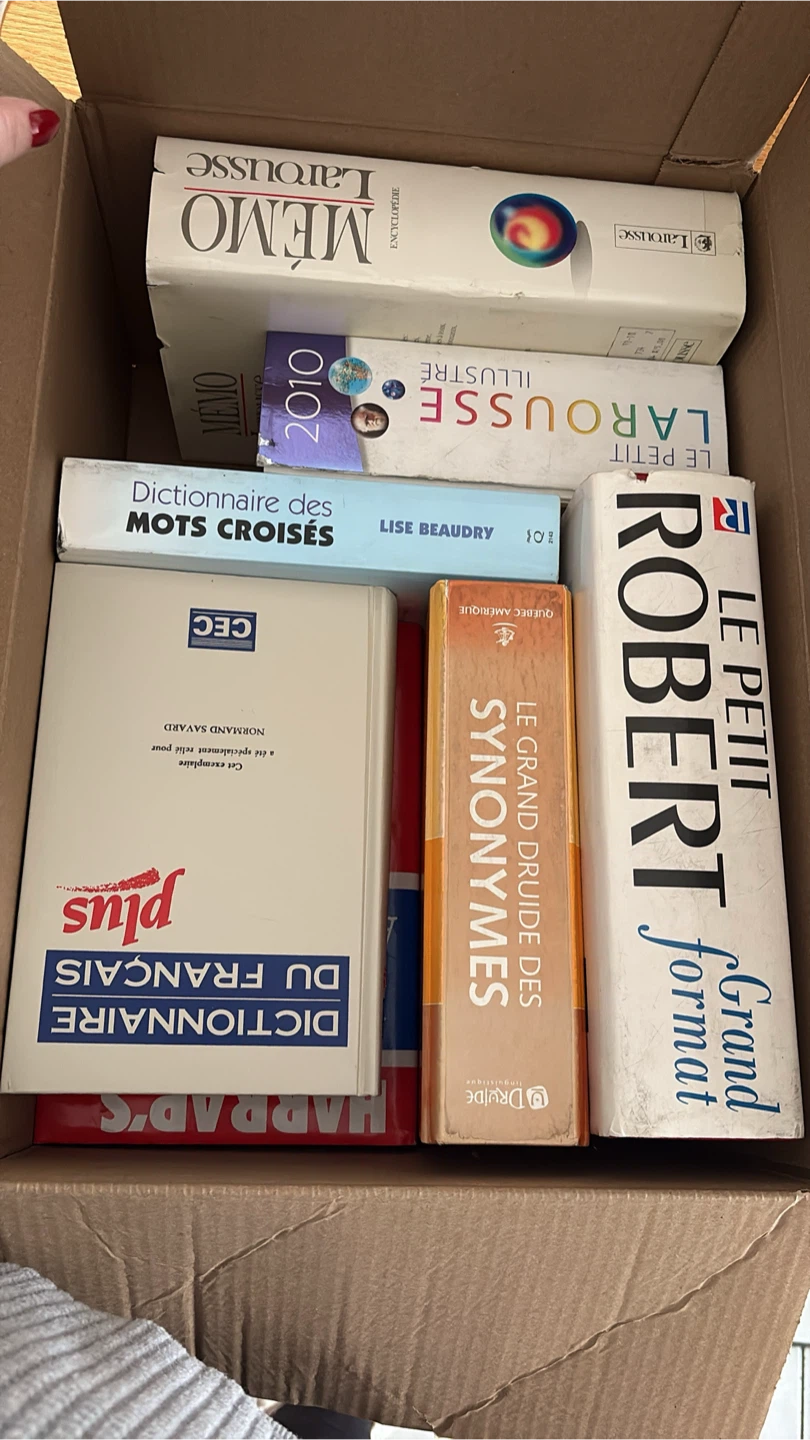 MÉMO
Larousse
ENCYCLOPÉDIE
Larousse
MÉMO
2010
LE PETIT
LAROUSSE
ILLUSTRÉ
Dictionnaire des
MOTS CROISÉS
LISE BEAUDRY
LE PETIT
ROBERT
Grand
format
QUÉBEC AMÉRIQUE
LE GRAND DRUIDE DES
SYNONYMES
DRUIDE
linguistique
DICTIONNAIRE
DU FRANÇAIS
plus
Cet exemplaire
a été spécialement relié pour
NORMAND SAVARD
CEC
HARRAP'S